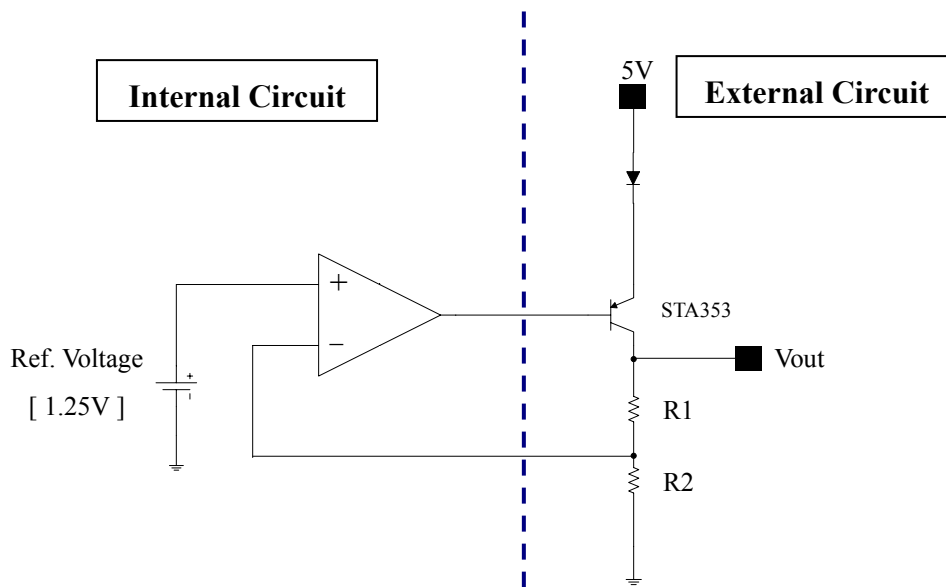 Internal Circuit
5V
External Circuit
+
−
STA353
Ref. Voltage
[ 1.25V ]
+
-
Vout
R1
R2